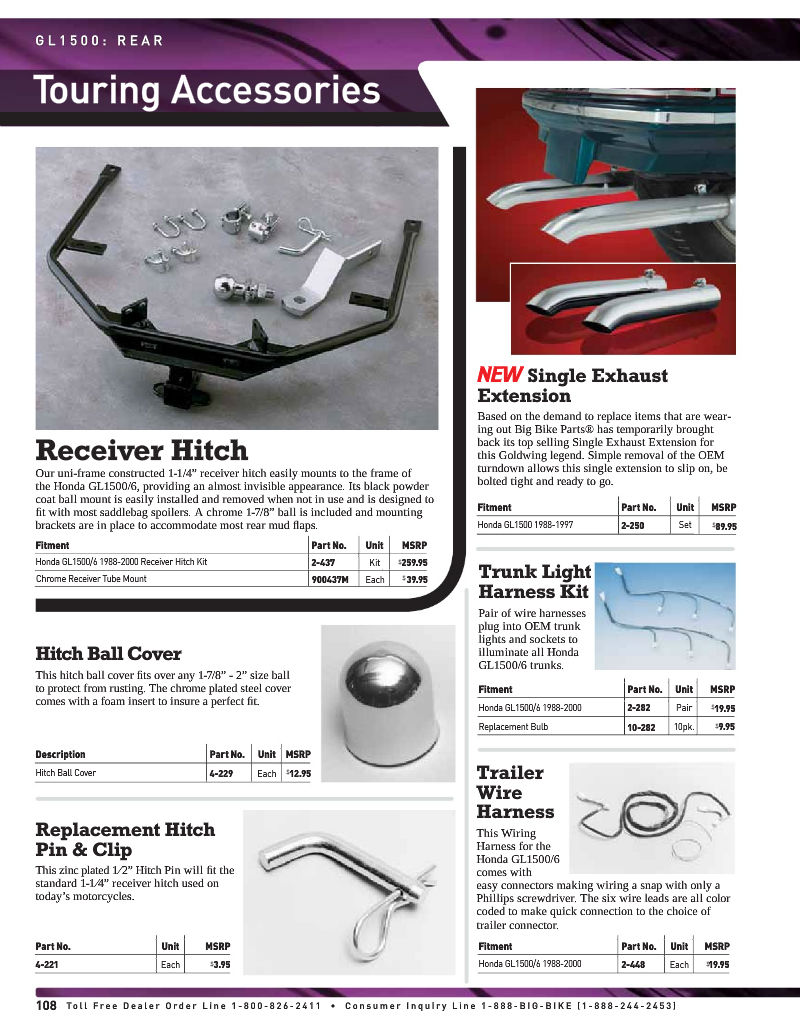 GL1500: REAR
Touring Accessories
Receiver Hitch
Our uni-frame constructed 1-1/4” receiver hitch easily mounts to the frame of
the Honda GL1500/6, providing an almost invisible appearance. Its black powder
coat ball mount is easily installed and removed when not in use and is designed to
fit with most saddlebag spoilers. A chrome 1-7/8” ball is included and mounting
brackets are in place to accommodate most rear mud flaps.
Fitment Part No. Unit MSRP
Honda GL1500/6 1988-2000 Receiver Hitch Kit 2-437 Kit $259.95
Chrome Receiver Tube Mount 900437M Each $39.95
Hitch Ball Cover
This hitch ball cover fits over any 1-7/8” - 2” size ball
to protect from rusting. The chrome plated steel cover
comes with a foam insert to insure a perfect fit.
Description Part No. Unit MSRP
Hitch Ball Cover 4-229 Each $12.95
Replacement Hitch
Pin & Clip
This zinc plated 1⁄2” Hitch Pin will fit the
standard 1-1⁄4” receiver hitch used on
today’s motorcycles.
Part No. Unit MSRP
4-221 Each $3.95
NEW Single Exhaust
Extension
Based on the demand to replace items that are wear-
ing out Big Bike Parts® has temporarily brought
back its top selling Single Exhaust Extension for
this Goldwing legend. Simple removal of the OEM
turndown allows this single extension to slip on, be
bolted tight and ready to go.
Fitment Part No. Unit MSRP
Honda GL1500 1988-1997 2-250 Set $89.95
Trunk Light
Harness Kit
Pair of wire harnesses
plug into OEM trunk
lights and sockets to
illuminate all Honda
GL1500/6 trunks.
Fitment Part No. Unit MSRP
Honda GL1500/6 1988-2000 2-282 Pair $19.95
Replacement Bulb 10-282 10pk. $9.95
Trailer
Wire
Harness
This Wiring
Harness for the
Honda GL1500/6
comes with
easy connectors making wiring a snap with only a
Phillips screwdriver. The six wire leads are all color
coded to make quick connection to the choice of
trailer connector.
Fitment Part No. Unit MSRP
Honda GL1500/6 1988-2000 2-448 Each $19.95
108 Toll Free Dealer Order Line 1-800-826-2411 • Consumer Inquiry Line 1-888-BIG-BIKE (1-888-244-2453)